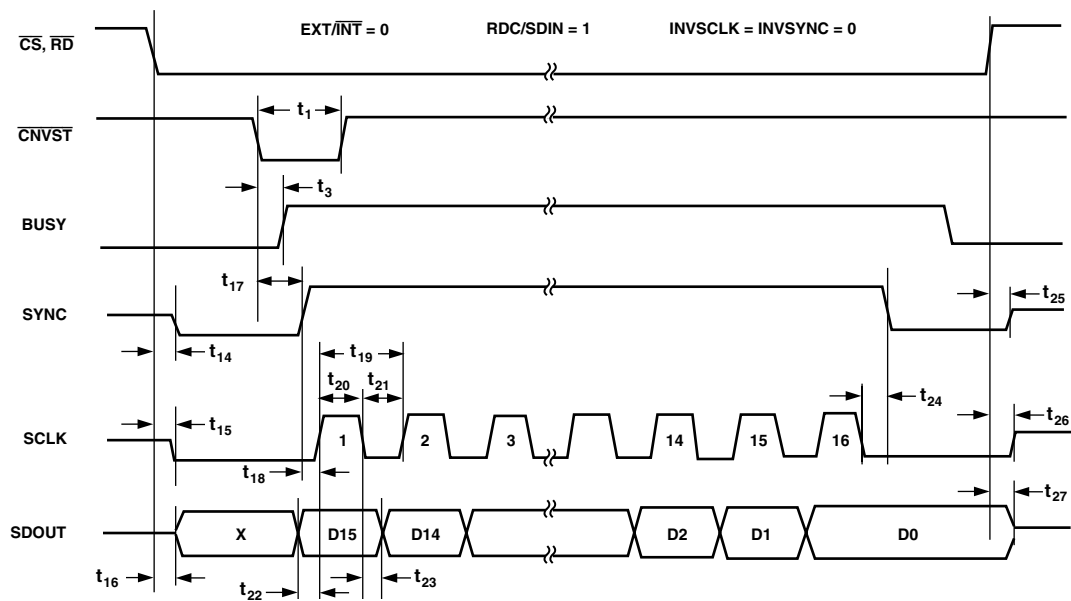 EXT/INT = 0 RDC/SDIN = 1 INVSCLK = INVSYNC = 0
CS, RD
t1
CNVST
t3
BUSY
t17
t25
SYNC
t14
t19
t20 t21
t24
t15
t26
SCLK
1 2 3 14 15 16
t18
t27
SDOUT
X D15 D14 D2 D1 D0
t16
t22
t23